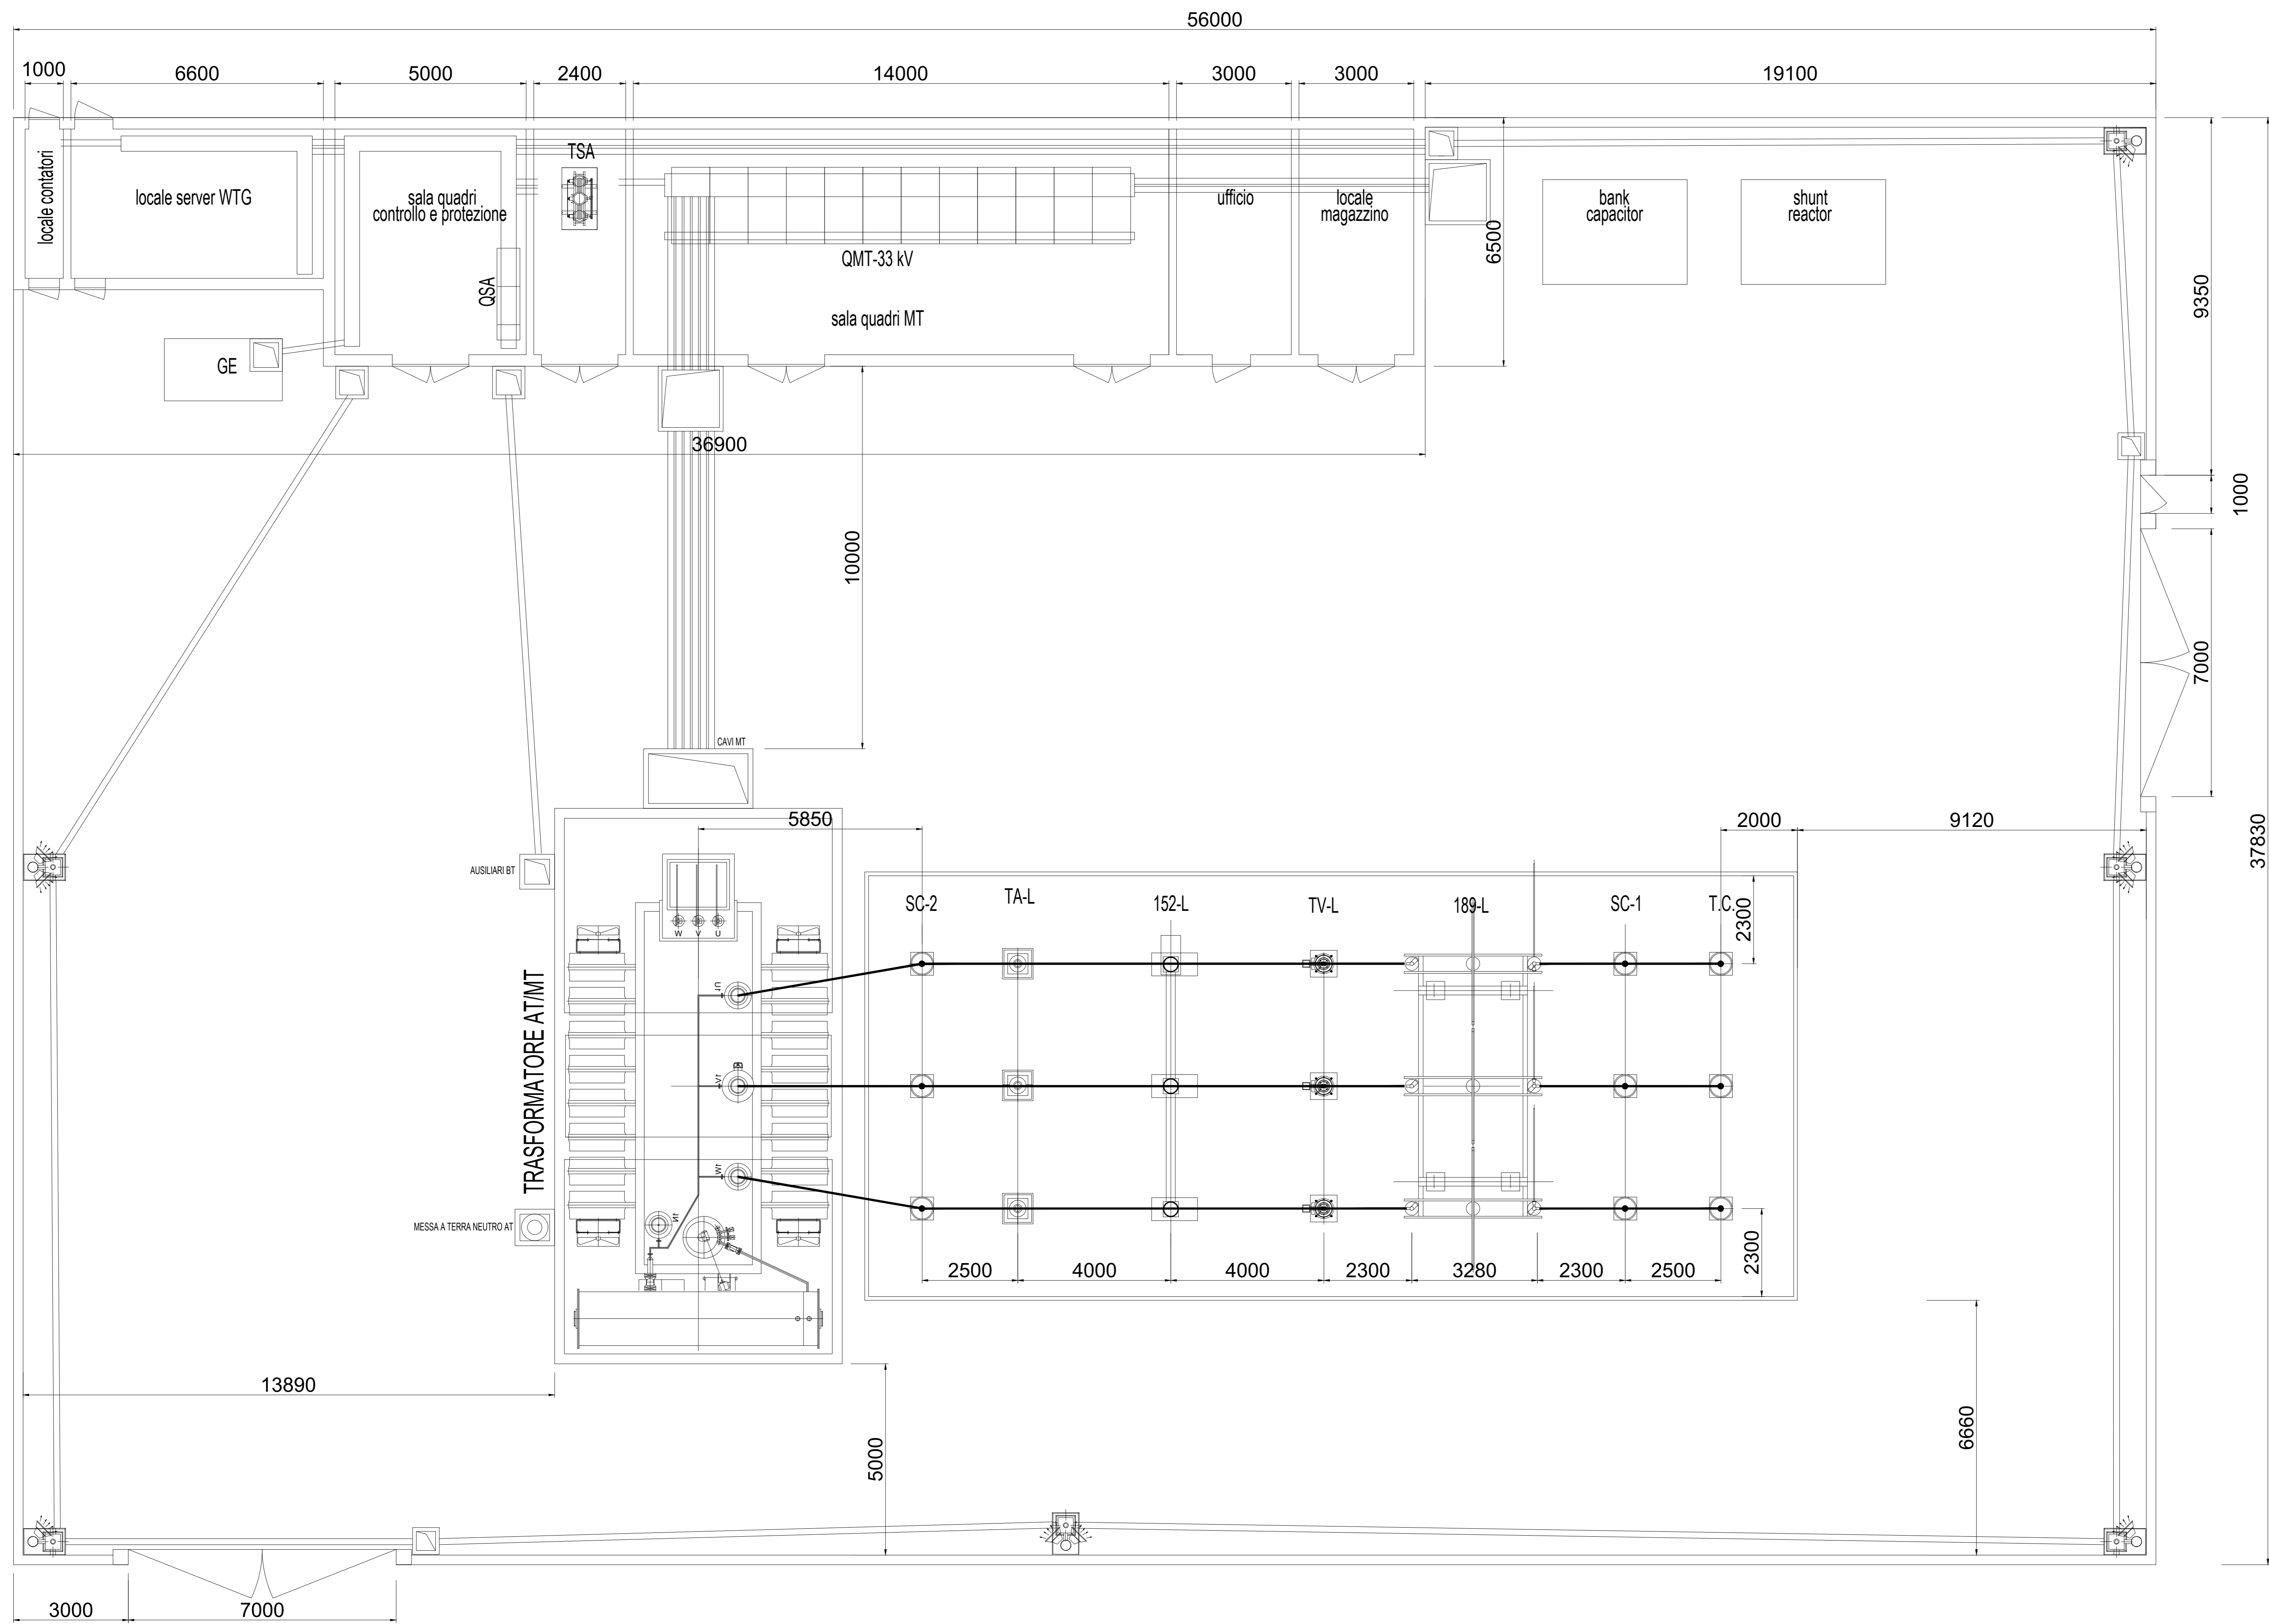 56000
1000
6600
5000
2400
14000
3000
3000
19100
locale contatori
locale server WTG
sala quadri
controllo e protezione
TSA
ufficio
locale
magazzino
bank
capacitor
shunt
reactor
6500
9350
QMT-33 kV
QSA
sala quadri MT
GE
36900
1000
10000
7000
37830
CAVI MT
5850
2000
9120
AUSILIARI BT
SC-2
TA-L
152-L
TV-L
189-L
SC-1
T.C.
2300
W
V
U
U1
V1
W1
N1
TRASFORMATORE AT/MT
MESSA A TERRA NEUTRO AT
2500
4000
4000
2300
3280
2300
2500
2300
13890
5000
6660
3000
7000